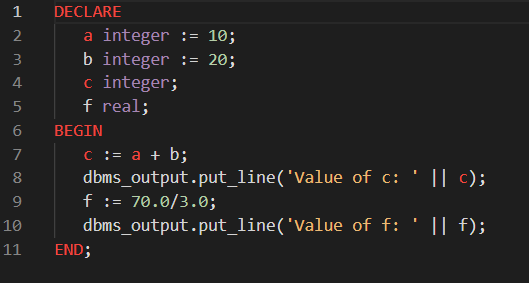 1 DECLARE
2 a integer := 10;
3 b integer := 20;
4 c integer;
5 f real;
6 BEGIN
7 c := a + b;
8 dbms_output.put_line('Value of c: ' || c);
9 f := 70.0/3.0;
10 dbms_output.put_line('Value of f: ' || f);
11 END;